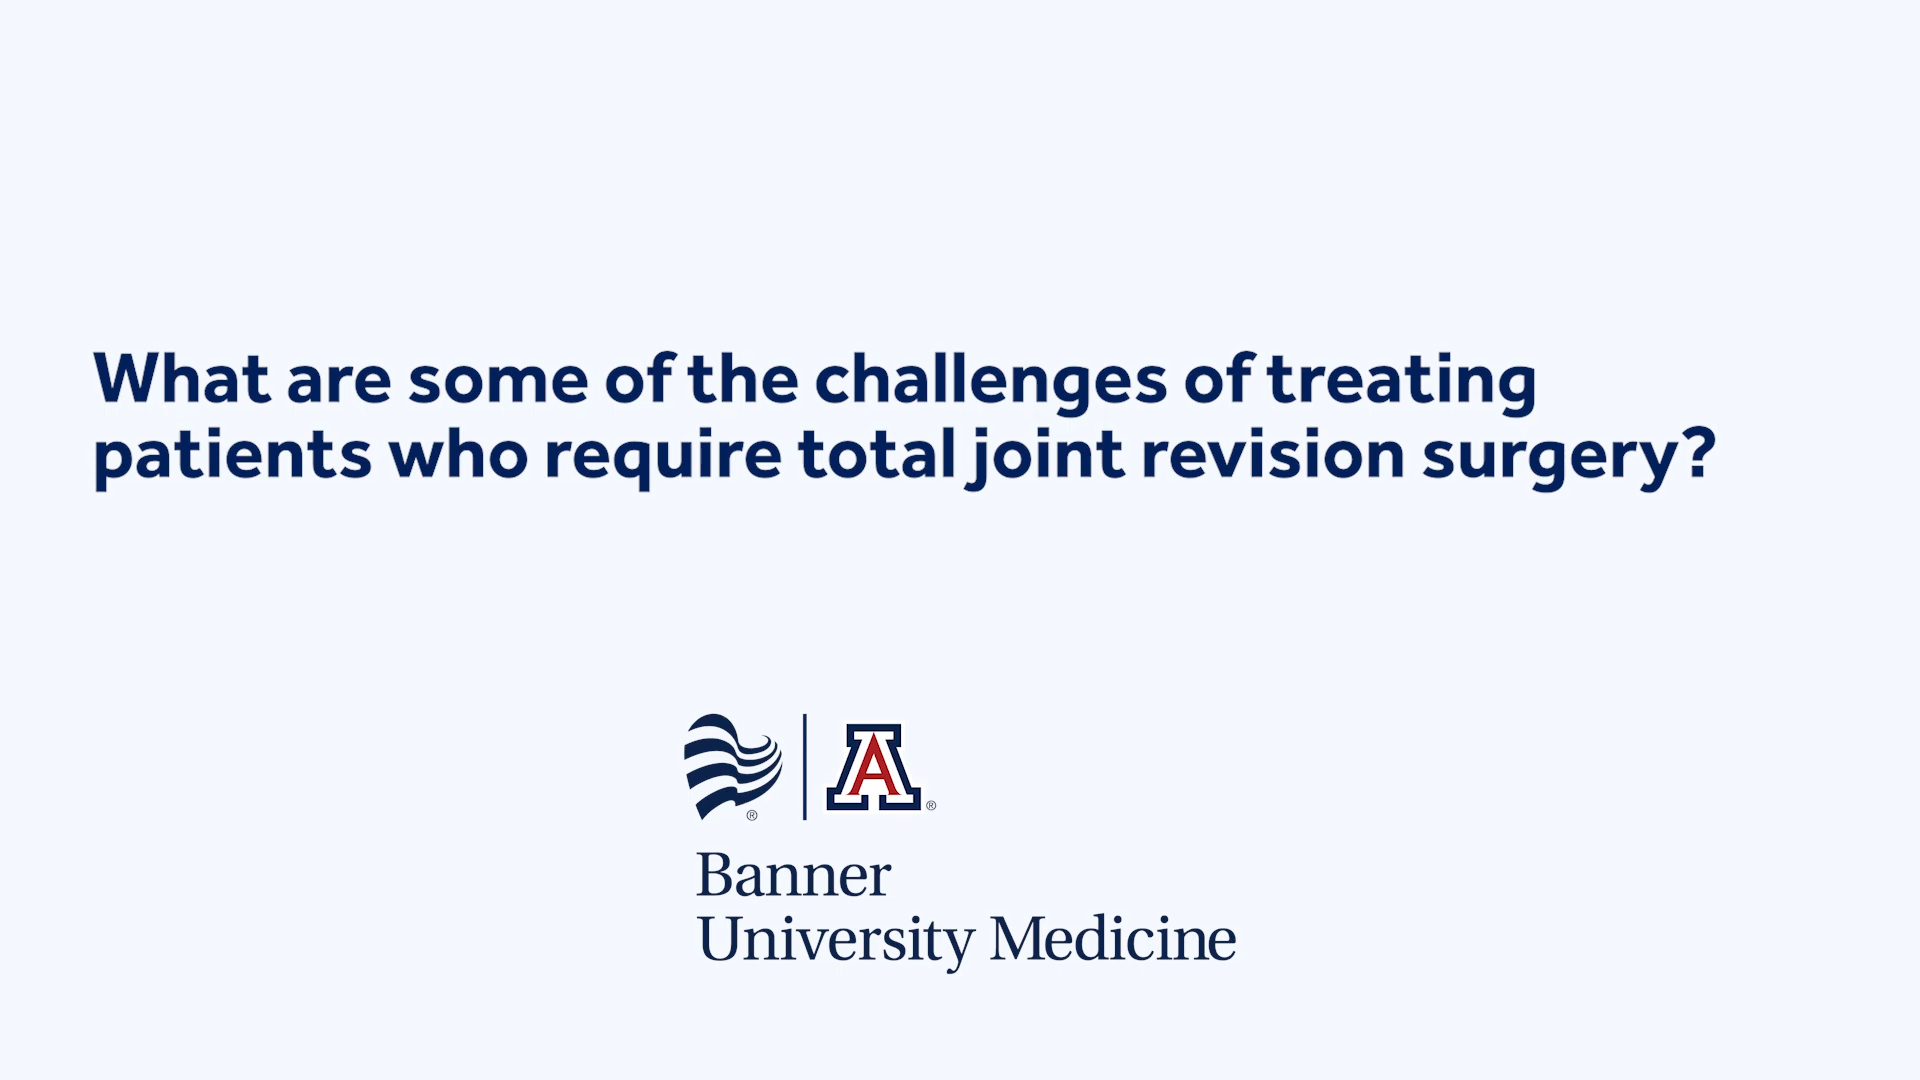 What are some of the challenges of treating
patients who require total joint revision surgery?
® A ®
Banner
University Medicine